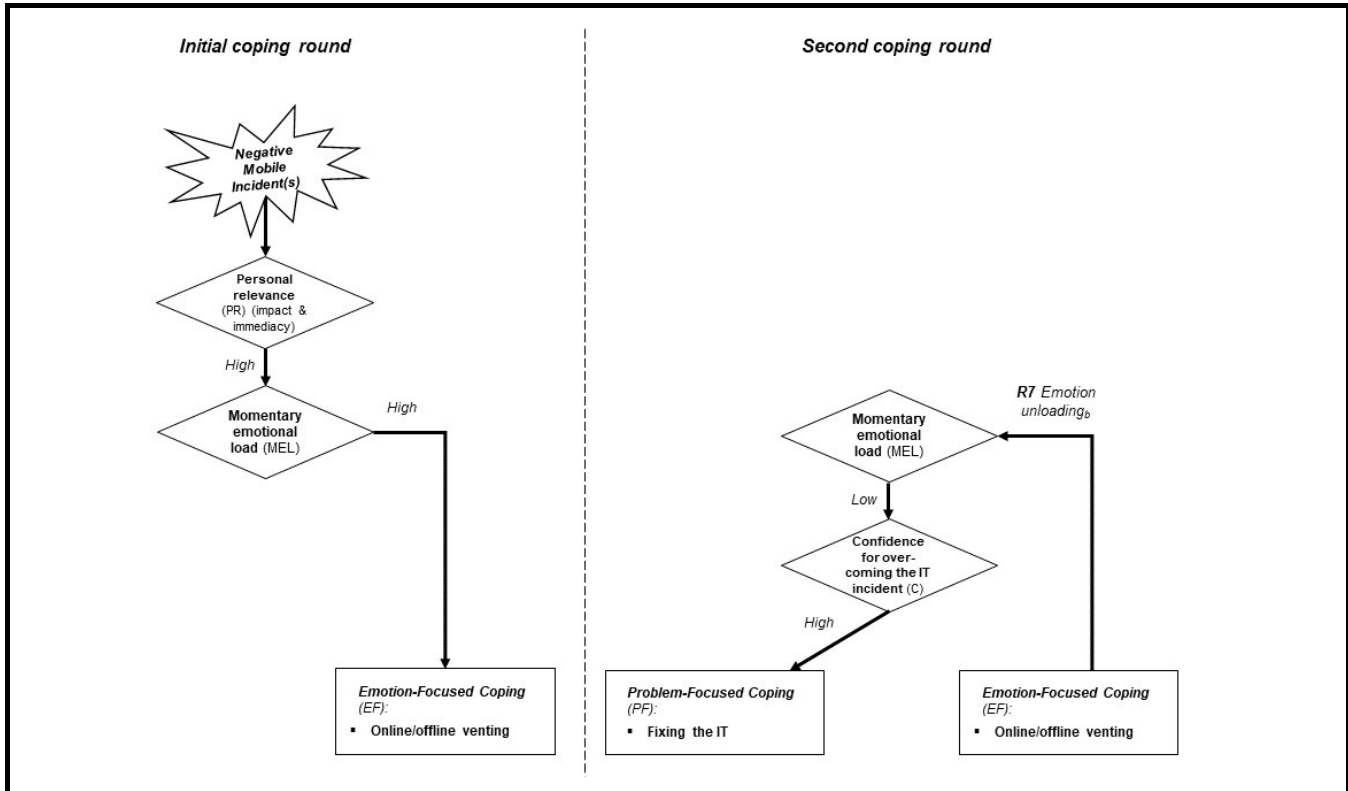 Initial coping round
Negative
Mobile
Incident(s)
Personal
relevance
(PR) (impact &
immediacy)
High
Momentary
emotional
load (MEL)
High
Emotion-Focused Coping
(EF):
▪ Online/offline venting
Second coping round
R7 Emotion
unloadingb
Momentary
emotional
load (MEL)
Low
Confidence
for over-
coming the IT
incident (C)
High
Problem-Focused Coping
(PF):
▪ Fixing the IT
Emotion-Focused Coping
(EF):
▪ Online/offline venting